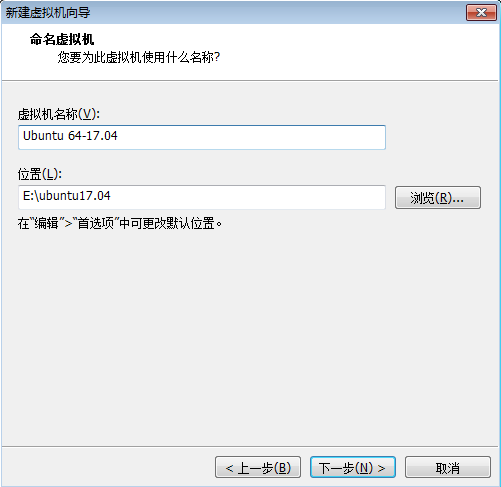 新建虚拟机向导
命名虚拟机
您要为此虚拟机使用什么名称?
虚拟机名称(V):
Ubuntu 64-17.04
位置(L):
E:\ubuntu17.04
浏览(R)...
在“编辑”>“首选项”中可更改默认位置。
< 上一步(B) 下一步(N) > 取消